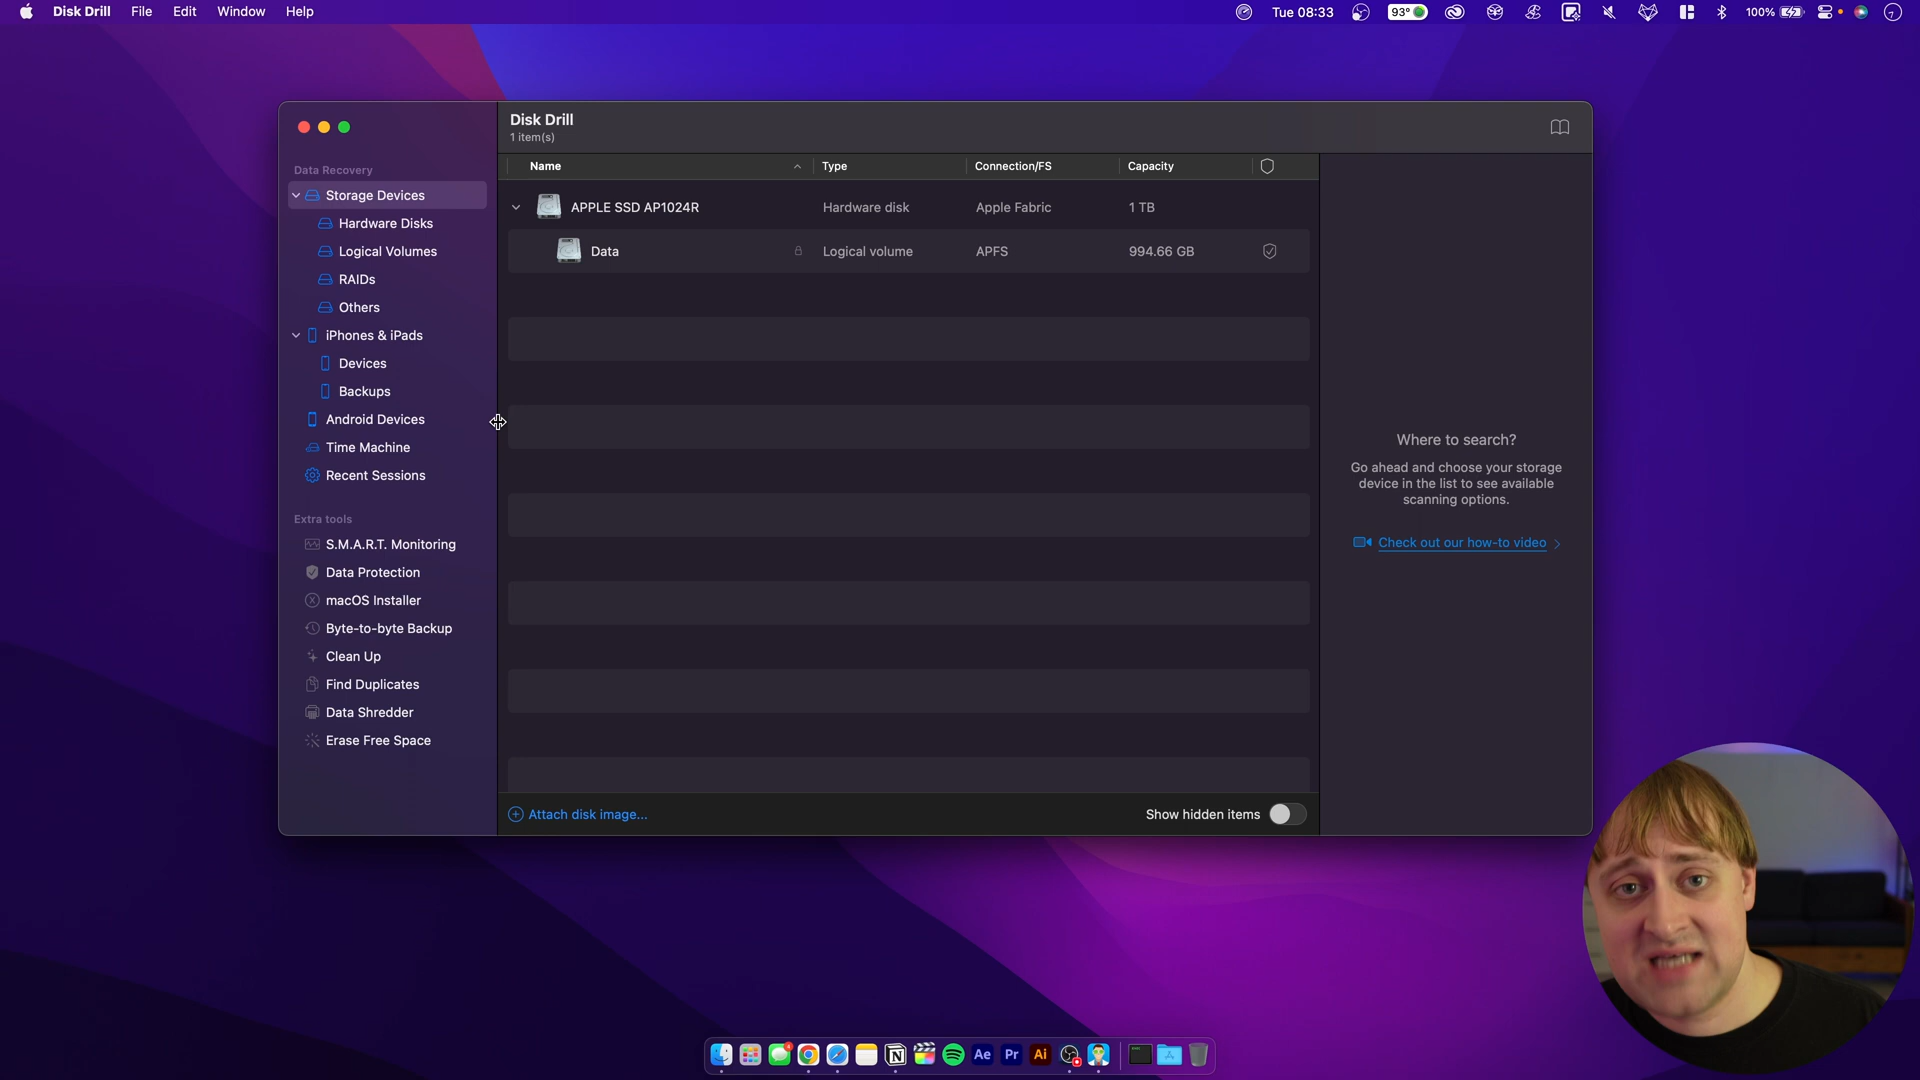 Disk Drill File Edit Window Help
Tue 08:33 93° 100%
Disk Drill
1 item(s)
Data Recovery
Storage Devices
Hardware Disks
Logical Volumes
RAIDs
Others
iPhones & iPads
Devices
Backups
Android Devices
Time Machine
Recent Sessions
Extra tools
S.M.A.R.T. Monitoring
Data Protection
macOS Installer
Byte-to-byte Backup
Clean Up
Find Duplicates
Data Shredder
Erase Free Space
Name Type Connection/FS Capacity
APPLE SSD AP1024R Hardware disk Apple Fabric 1 TB
Data Logical volume APFS 994.66 GB
Where to search?
Go ahead and choose your storage
device in the list to see available
scanning options.
Check out our how-to video
Attach disk image...
Show hidden items
N Ae Pr Ai